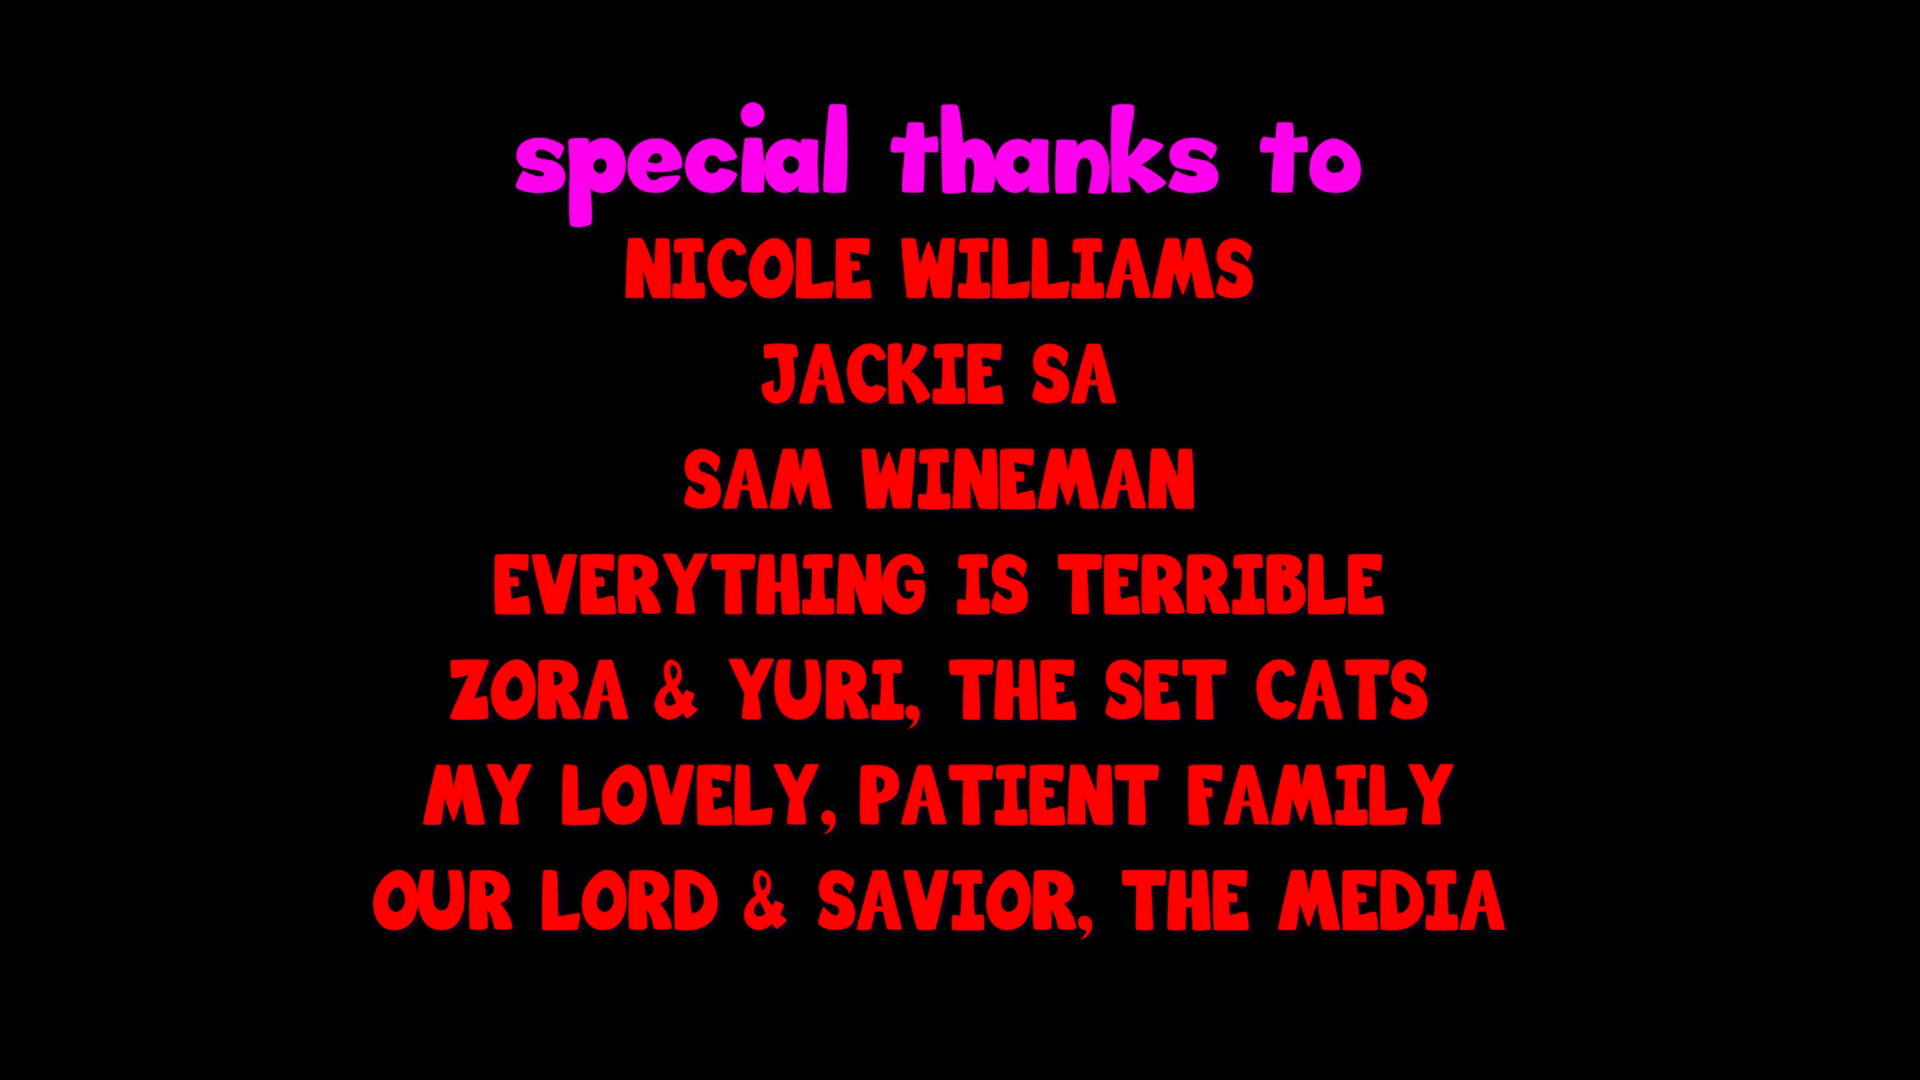 special thanks to
NICOLE WILLIAMS
JACKIE SA
SAM WINEMAN
EVERYTHING IS TERRIBLE
ZORA & YURI, THE SET CATS
MY LOVELY, PATIENT FAMILY
OUR LORD & SAVIOR, THE MEDIA